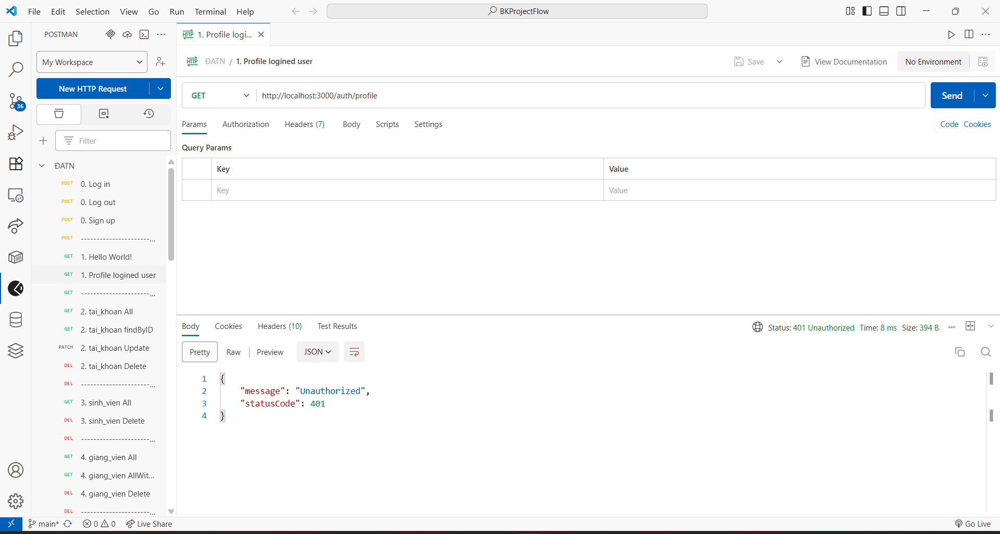 File Edit Selection View Go Run Terminal Help
BKProjectFlow
POSTMAN
1. Profile logi...
My Workspace
ĐATN / 1. Profile logined user
Save
View Documentation
No Environment
New HTTP Request
GET
http://localhost:3000/auth/profile
Send
Params Authorization Headers (7) Body Scripts Settings
Code Cookies
Filter
Query Params
Key Value
Key Value
ĐATN
POST 0. Log in
POST 0. Log out
POST 0. Sign up
POST ----------------------...
GET 1. Hello World!
GET 1. Profile logined user
GET ----------------------...
GET 2. tai_khoan All
GET 2. tai_khoan findByID
PATCH 2. tai_khoan Update
DEL 2. tai_khoan Delete
DEL ----------------------...
GET 3. sinh_vien All
DEL 3. sinh_vien Delete
DEL ----------------------...
GET 4. giang_vien All
GET 4. giang_vien AllWit...
DEL 4. giang_vien Delete
DEL ----------------------...
36
Body Cookies Headers (10) Test Results
Status: 401 Unauthorized Time: 8 ms Size: 394 B
Pretty Raw Preview JSON
1 {
2 "message": "Unauthorized",
3 "statusCode": 401
4 }
main* 0 0 Live Share
Go Live